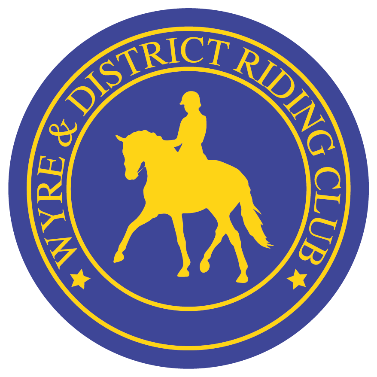 WYRE & DISTRICT RIDING CLUB